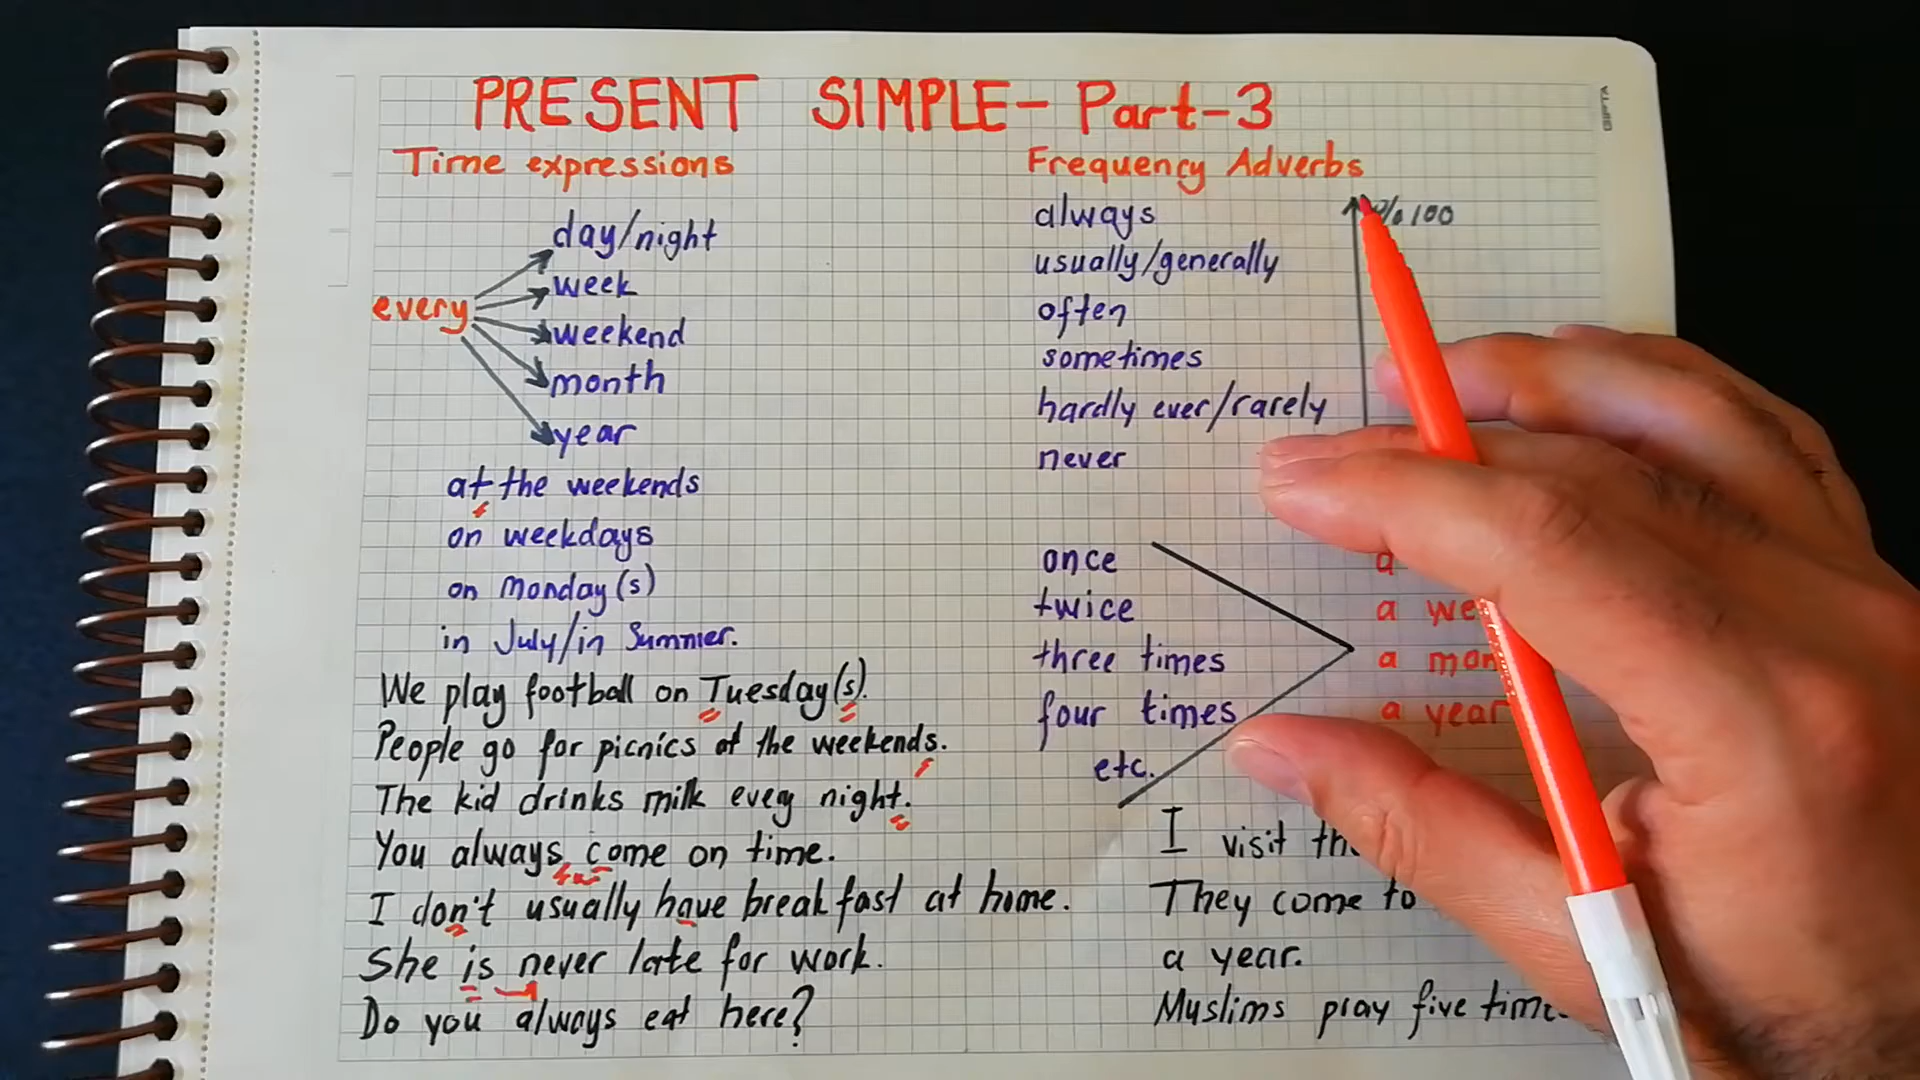 PRESENT SIMPLE- Part-3
Time expressions
every
day/night
week
weekend
month
year
at the weekends
on weekdays
on Monday(s)
in July/in Summer.
We play football on Tuesday(s).
People go for picnics at the weekends.
The kid drinks milk every night.
You always come on time.
I don't usually have breakfast at home.
She is never late for work.
Do you always eat here?
Frequency Adverbs
always
%100
usually/generally
often
sometimes
hardly ever/rarely
never
once
twice
three times
four times
etc.
a
a
a
a year
I visit
They come to
a year.
Muslims pray five
GIPTA